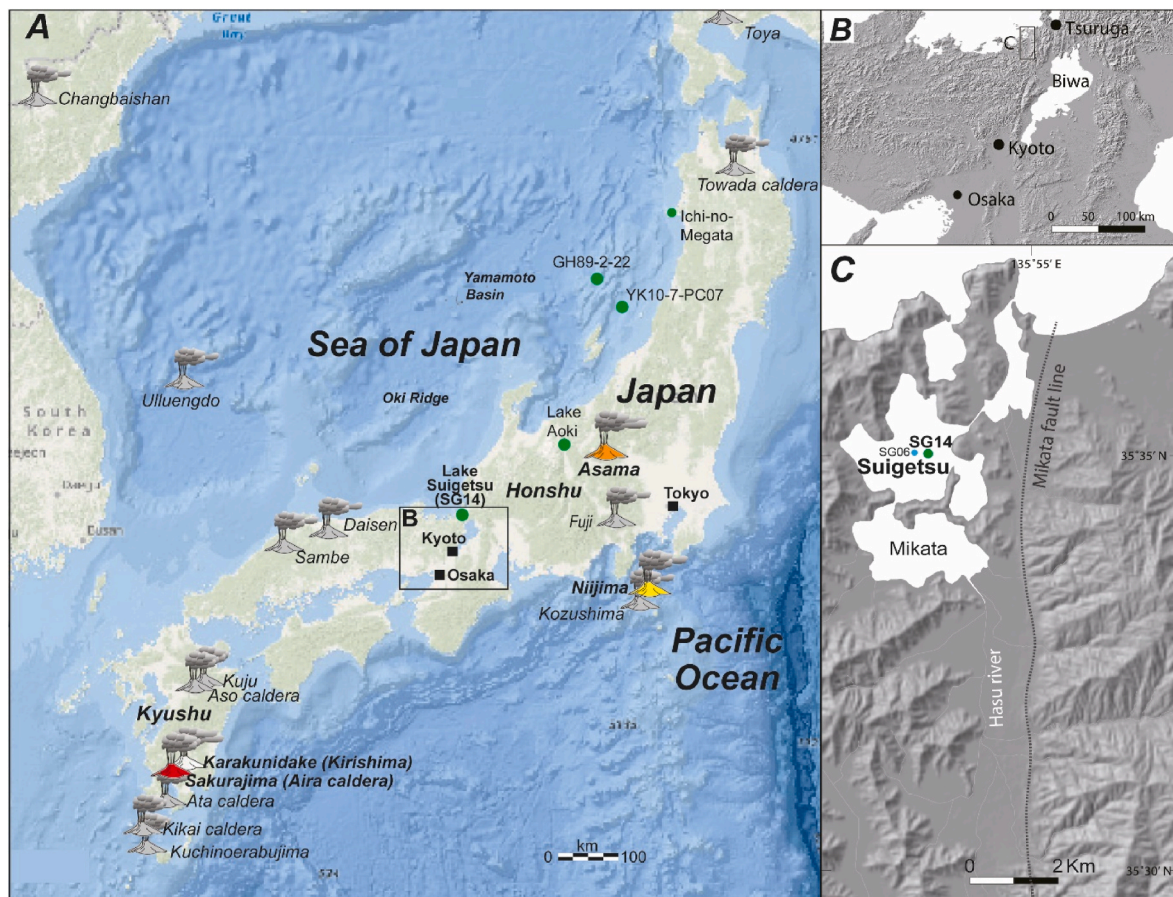 A
Great
Toya
Changbaishan
Towada caldera
Ichi-no-
Megata
GH89-2-22
Yamamoto
Basin
YK10-7-PC07
Sea of Japan
Japan
Ulluengdo
Oki Ridge
South
Korea
Lake
Aoki
Asama
Lake
Suigetsu
(SG14)
Honshu
Tokyo
Fuji
B
Daisen
Sambe
Kyoto
Osaka
Niijima
Kozushima
Pacific
Ocean
Kuju
Aso caldera
Kyushu
Karakunidake (Kirishima)
Sakurajima (Aira caldera)
Ata caldera
Kikai caldera
Kuchinoerabujima
km
0 100
B
C
Tsuruga
Biwa
Kyoto
Osaka
0 50 100 km
C
135°55' E
Mikata fault line
SG14
SG06
Suigetsu
35°35' N
Mikata
Hasu river
0 2 Km
35°30' N